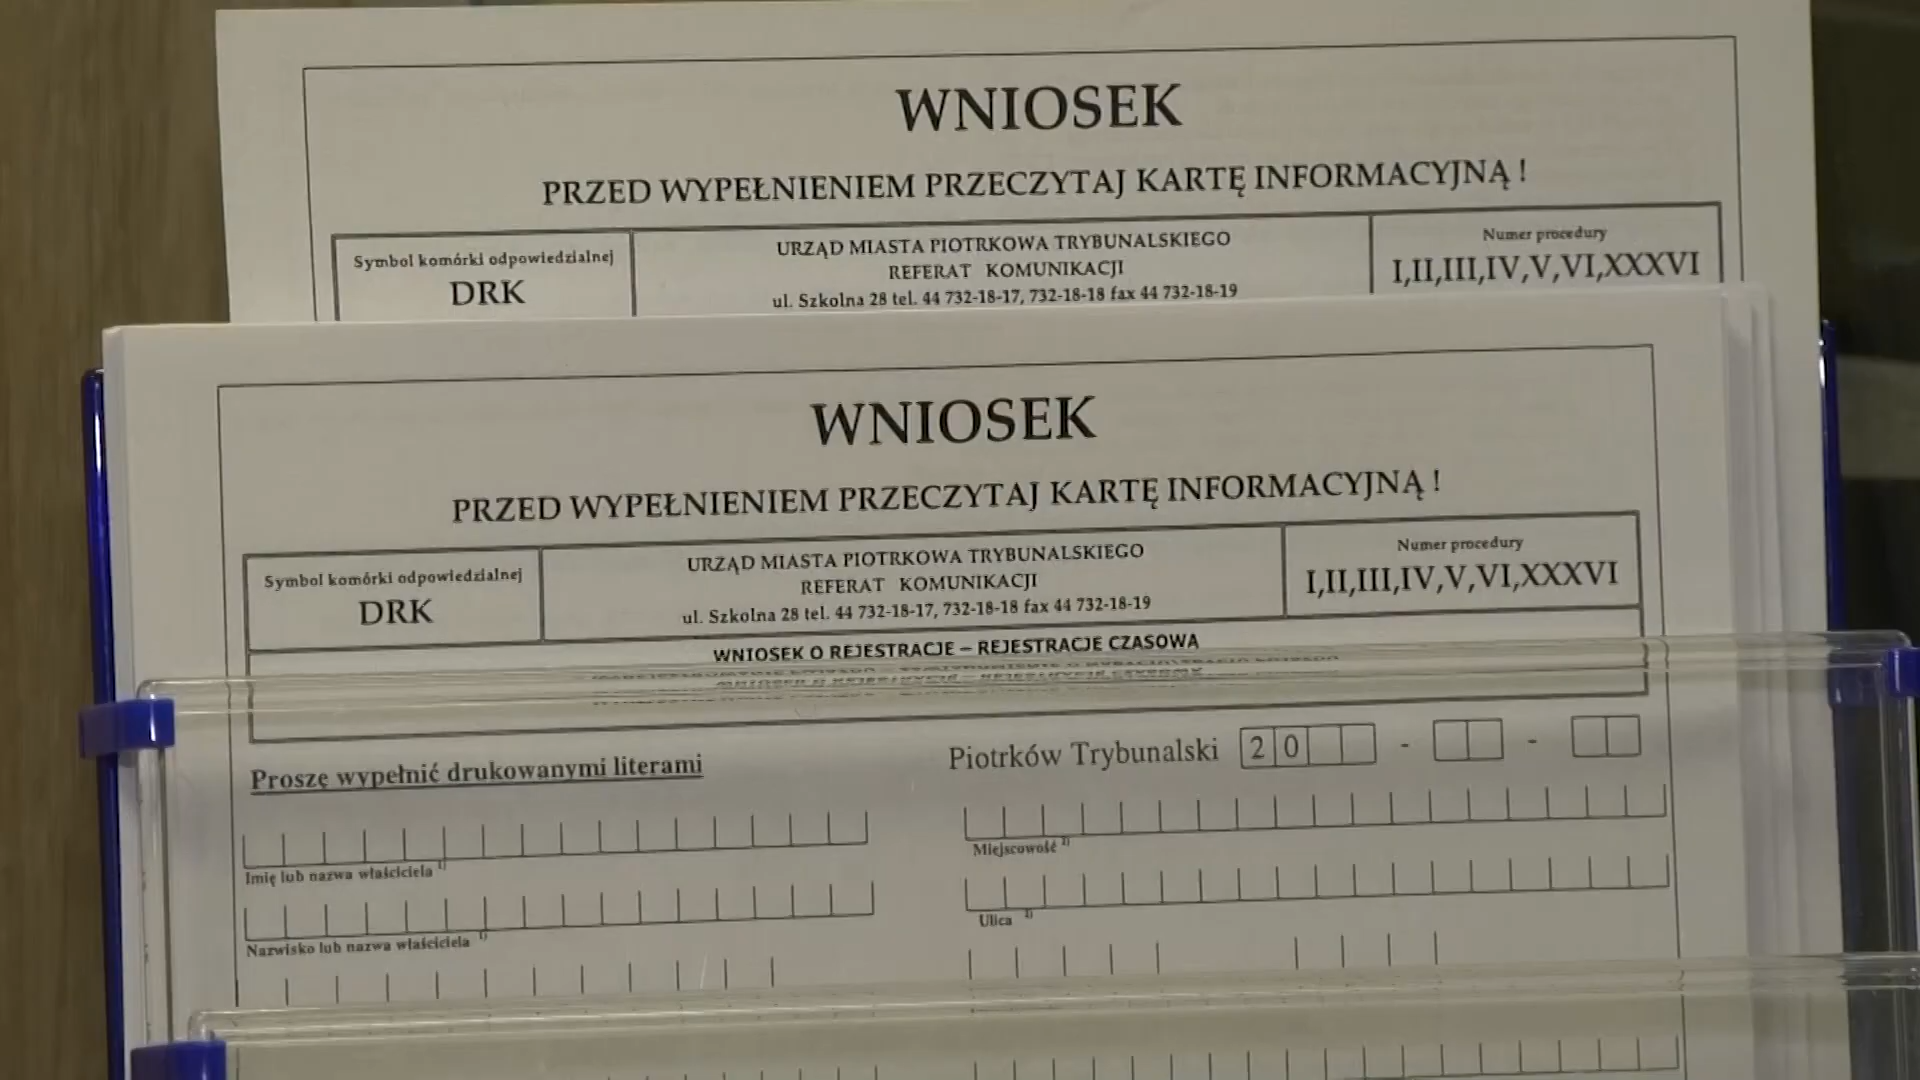 WNIOSEK
PRZED WYPEŁNIENIEM PRZECZYTAJ KARTĘ INFORMACYJNĄ !
Symbol komórki odpowiedzialnej
DRK
URZĄD MIASTA PIOTRKOWA TRYBUNALSKIEGO
REFERAT KOMUNIKACJI
ul. Szkolna 28 tel. 44 732-18-17, 732-18-18 fax 44 732-18-19
Numer procedury
I,II,III,IV,V,VI,XXXVI
WNIOSEK
PRZED WYPEŁNIENIEM PRZECZYTAJ KARTĘ INFORMACYJNĄ !
Symbol komórki odpowiedzialnej
DRK
URZĄD MIASTA PIOTRKOWA TRYBUNALSKIEGO
REFERAT KOMUNIKACJI
ul. Szkolna 28 tel. 44 732-18-17, 732-18-18 fax 44 732-18-19
Numer procedury
I,II,III,IV,V,VI,XXXVI
WNIOSEK O REJESTRACJE – REJESTRACJE CZASOWA
Proszę wypełnić drukowanymi literami
Piotrków Trybunalski 20 - -
Imię lub nazwa właściciela 1)
Miejscowość 1)
Nazwisko lub nazwa właściciela 1)
Ulica 1)